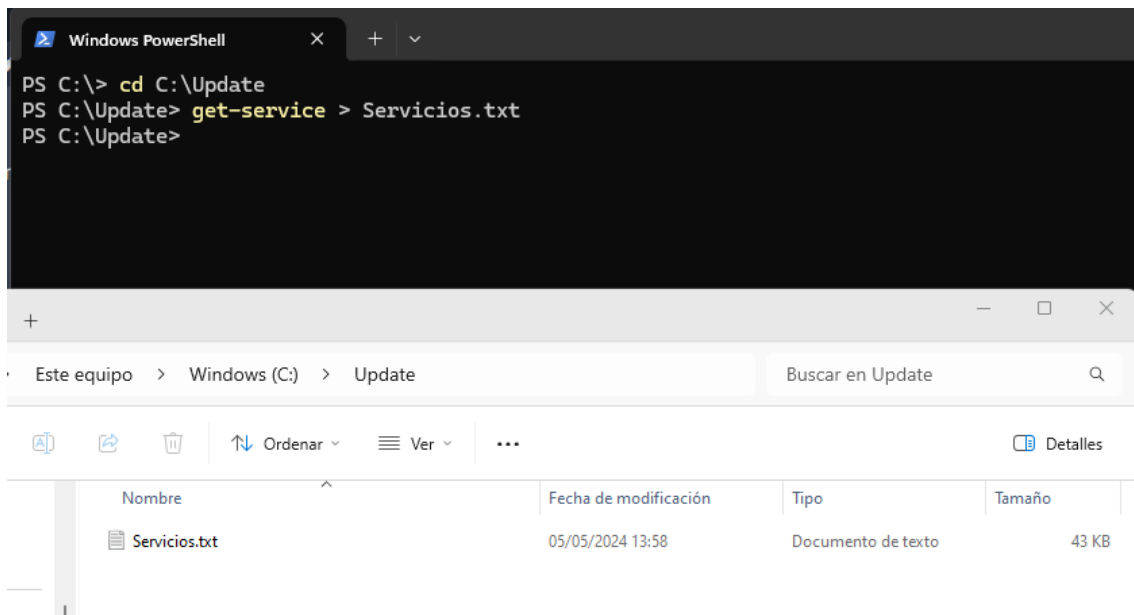 Windows PowerShell
PS C:\> cd C:\Update
PS C:\Update> get-service > Servicios.txt
PS C:\Update>
Este equipo > Windows (C:) > Update Buscar en Update
Ordenar Ver ... Detalles
Nombre Fecha de modificación Tipo Tamaño
Servicios.txt 05/05/2024 13:58 Documento de texto 43 KB